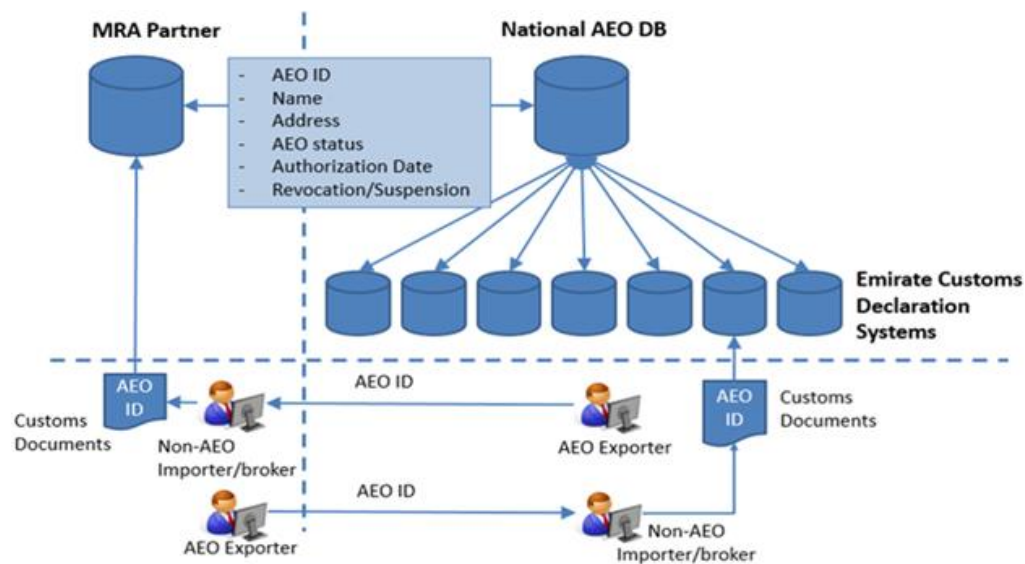 MRA Partner
National AEO DB
- AEO ID
- Name
- Address
- AEO status
- Authorization Date
- Revocation/Suspension
Emirate Customs
Declaration
Systems
AEO
ID
Customs
Documents
Non-AEO
Importer/broker
AEO ID
AEO Exporter
AEO
ID
Customs
Documents
AEO Exporter
AEO ID
Non-AEO
Importer/broker